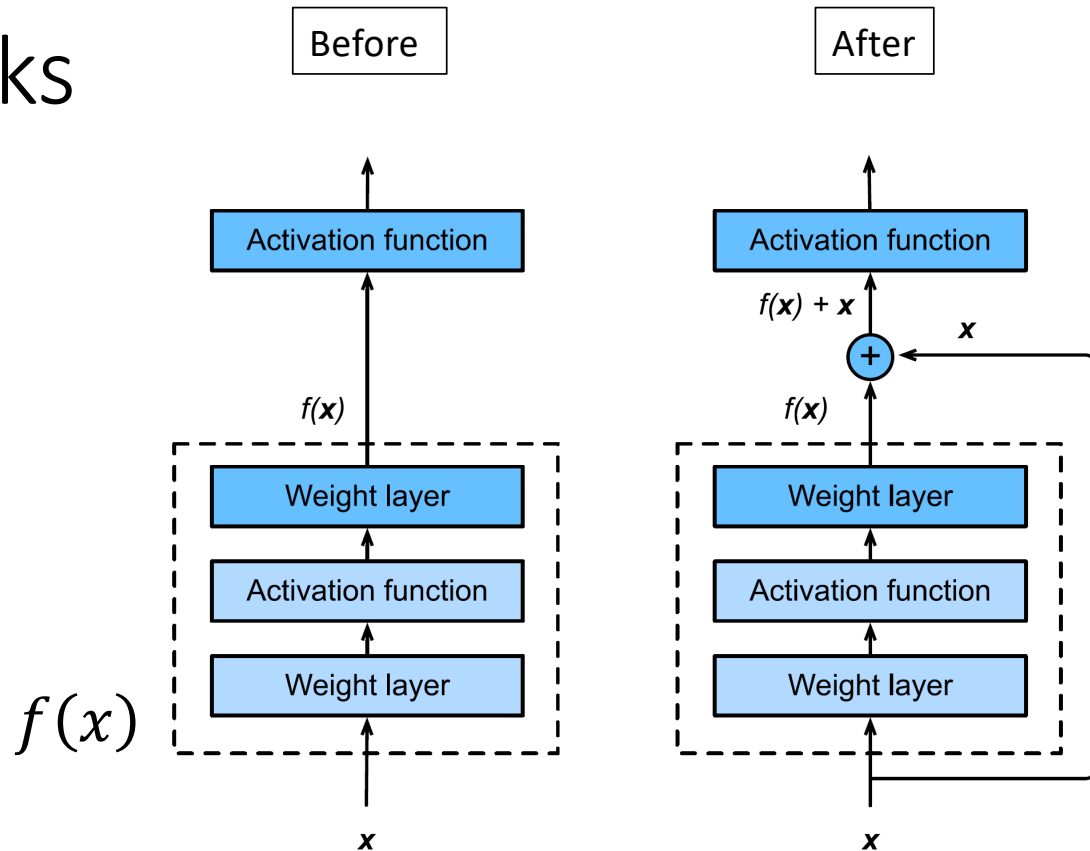 ks
Before
After
Activation function
f(x)
Weight layer
Activation function
Weight layer
f(x)
x
Activation function
f(x) + x
x
+
f(x)
Weight layer
Activation function
Weight layer
x